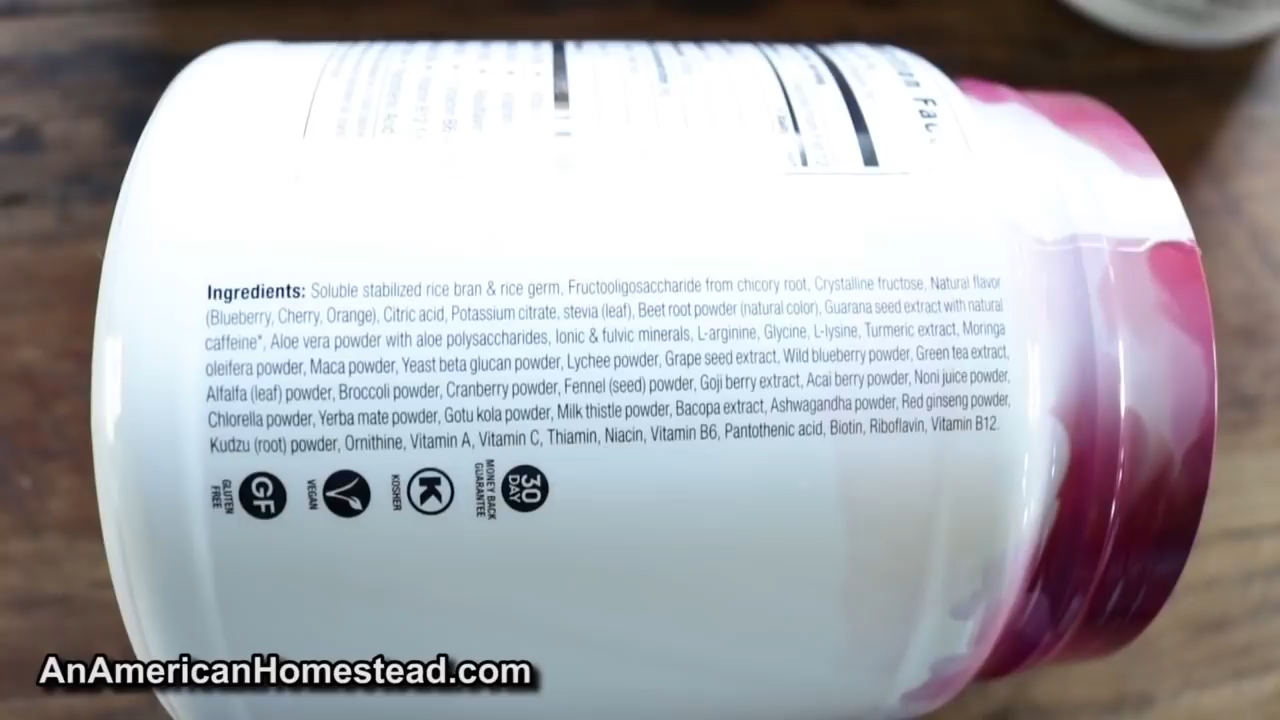 Ingredients: Soluble stabilized rice bran & rice germ, Fructooligosaccharide from chicory root, Crystalline fructose, Natural flavor
(Blueberry, Cherry, Orange), Citric acid, Potassium citrate, stevia (leaf), Beet root powder (natural color), Guarana seed extract with natural
caffeine*, Aloe vera powder with aloe polysaccharides, Ionic & fulvic minerals, L-arginine, Glycine, L-lysine, Turmeric extract, Moringa
oleifera powder, Maca powder, Yeast beta glucan powder, Lychee powder, Grape seed extract, Wild blueberry powder, Green tea extract,
Alfalfa (leaf) powder, Broccoli powder, Cranberry powder, Fennel (seed) powder, Goji berry extract, Acai berry powder, Noni juice powder,
Chlorella powder, Yerba mate powder, Gotu kola powder, Milk thistle powder, Bacopa extract, Ashwagandha powder, Red ginseng powder,
Kudzu (root) powder, Ornithine, Vitamin A, Vitamin C, Thiamin, Niacin, Vitamin B6, Pantothenic acid, Biotin, Riboflavin, Vitamin B12.
30
DAY
MONEY BACK
GUARANTEE
K
KOSHER
V
VEGAN
GF
GLUTEN
FREE
AnAmericanHomestead.com